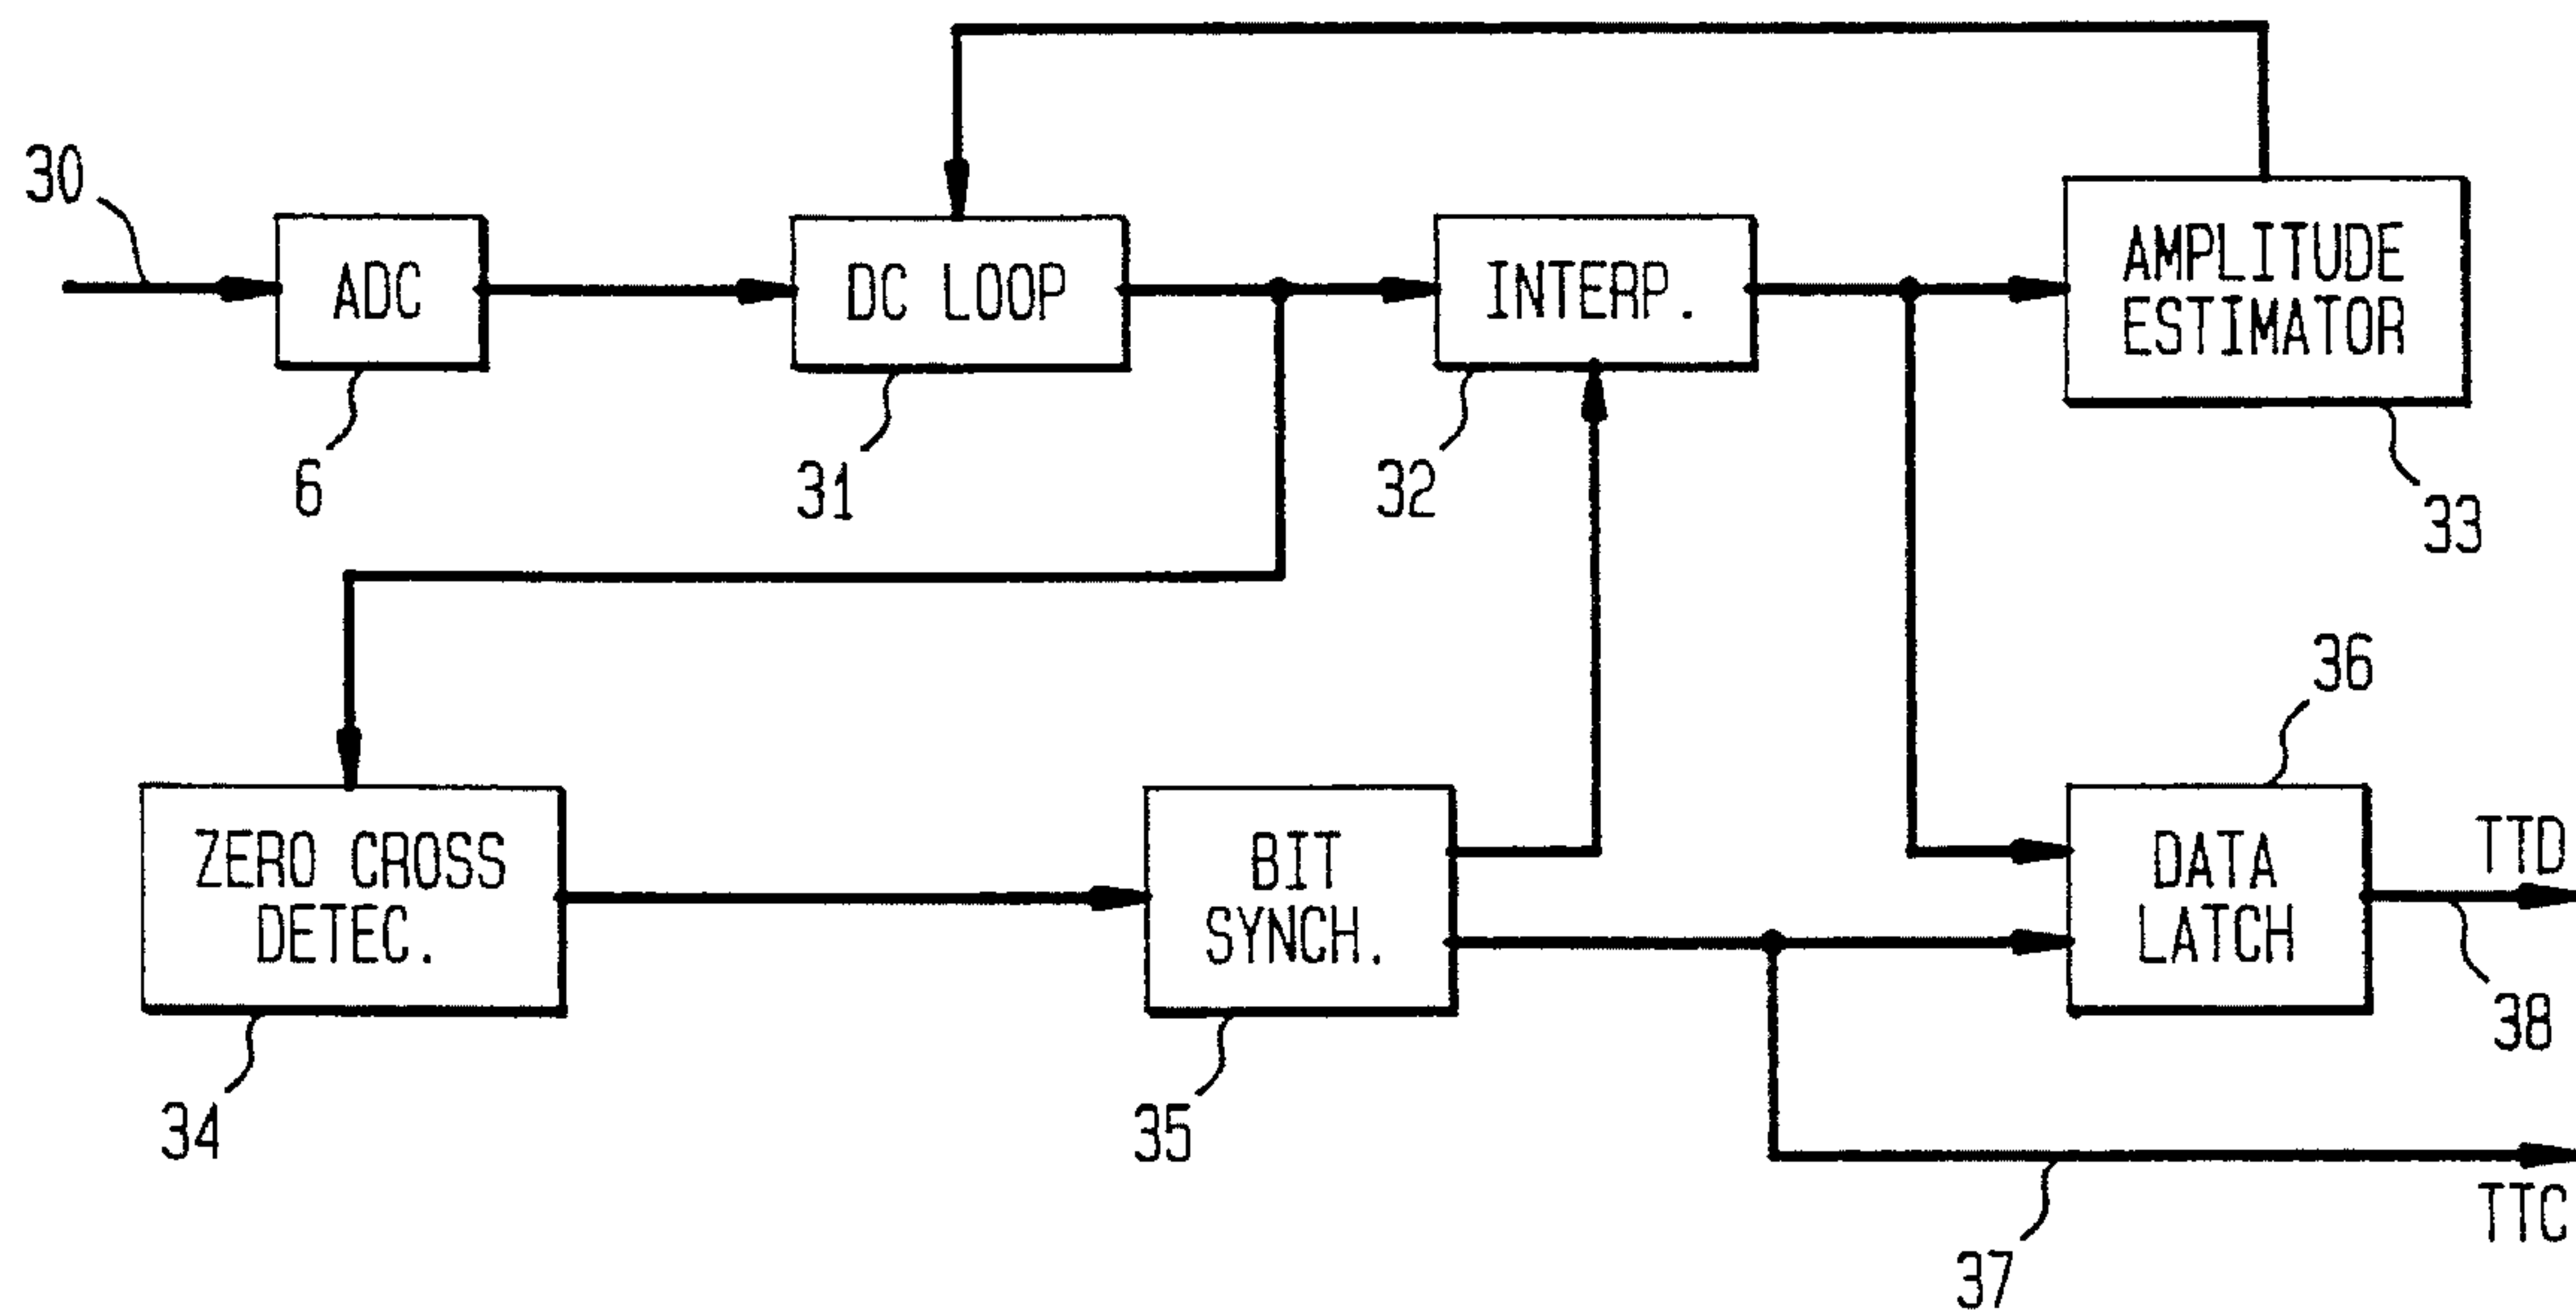 30
ADC
6
DC LOOP
31
INTERP.
32
AMPLITUDE
ESTIMATOR
33
ZERO CROSS
DETEC.
34
BIT
SYNCH.
35
36
DATA
LATCH
TTD
38
37
TTC